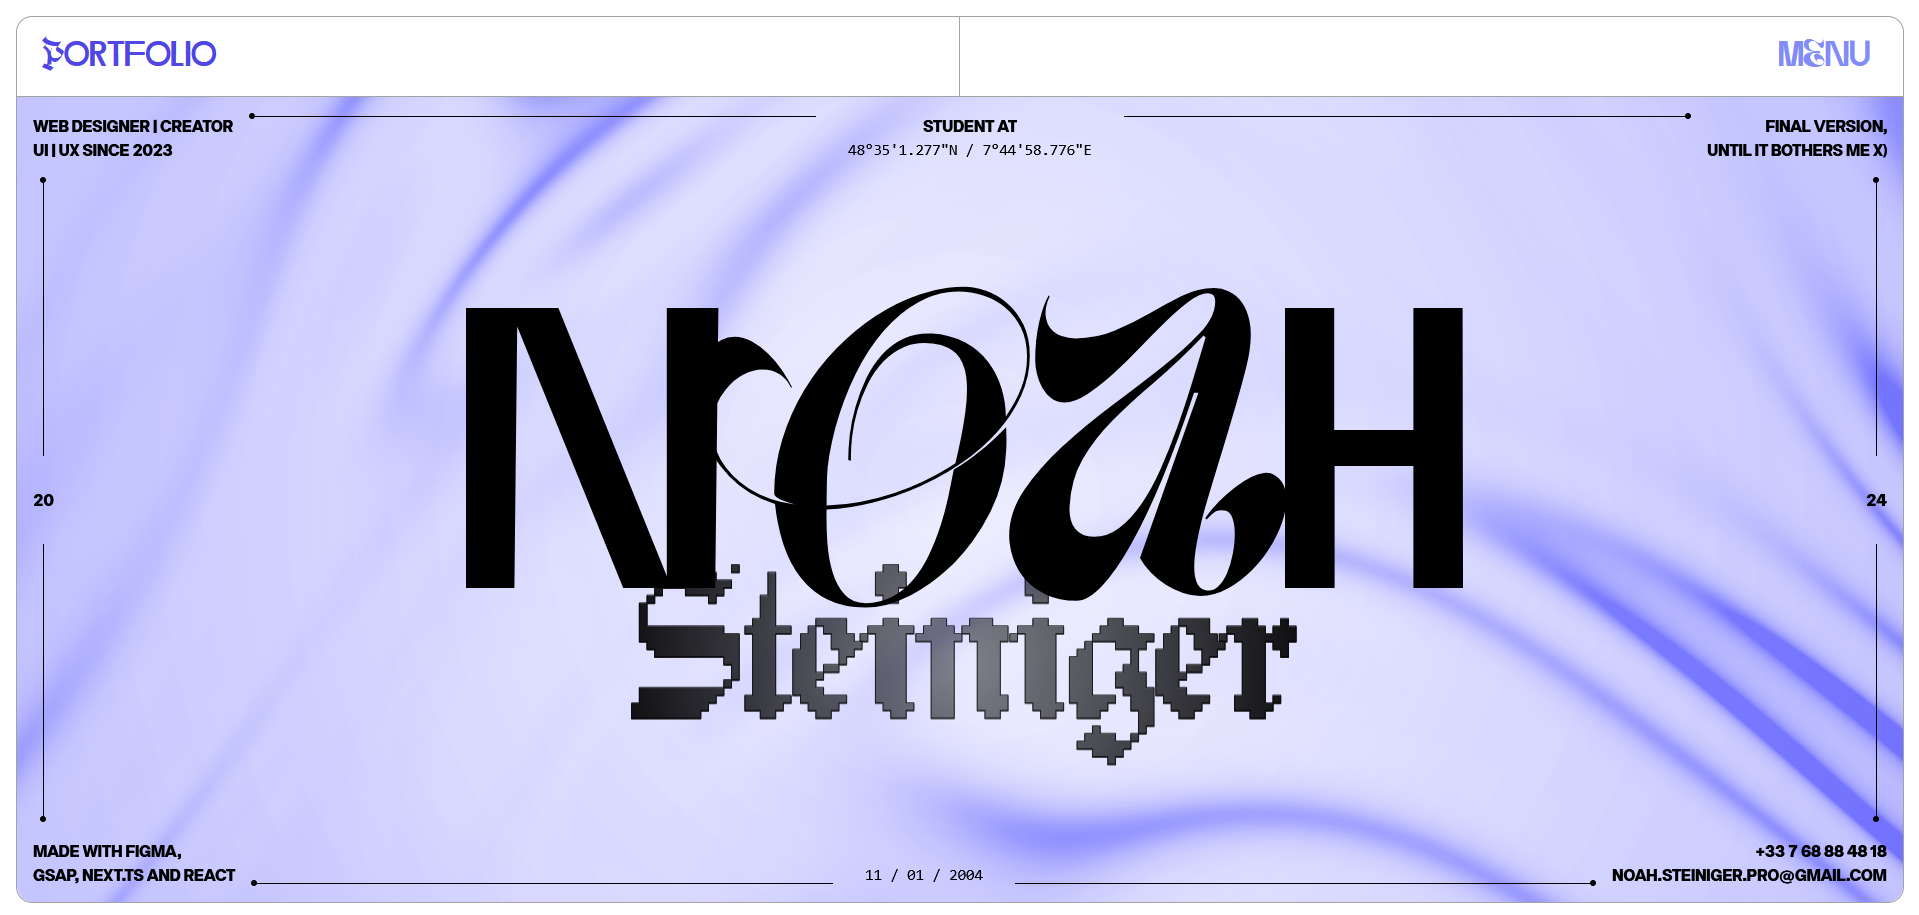 PORTFOLIO
MENU
WEB DESIGNER | CREATOR
UI | UX SINCE 2023
STUDENT AT
48°35'1.277"N / 7°44'58.776"E
FINAL VERSION,
UNTIL IT BOTHERS ME X)
NOAH
Steiniger
20
24
MADE WITH FIGMA,
GSAP, NEXT.TS AND REACT
11 / 01 / 2004
+33 7 68 88 48 18
NOAH.STEINIGER.PRO@GMAIL.COM